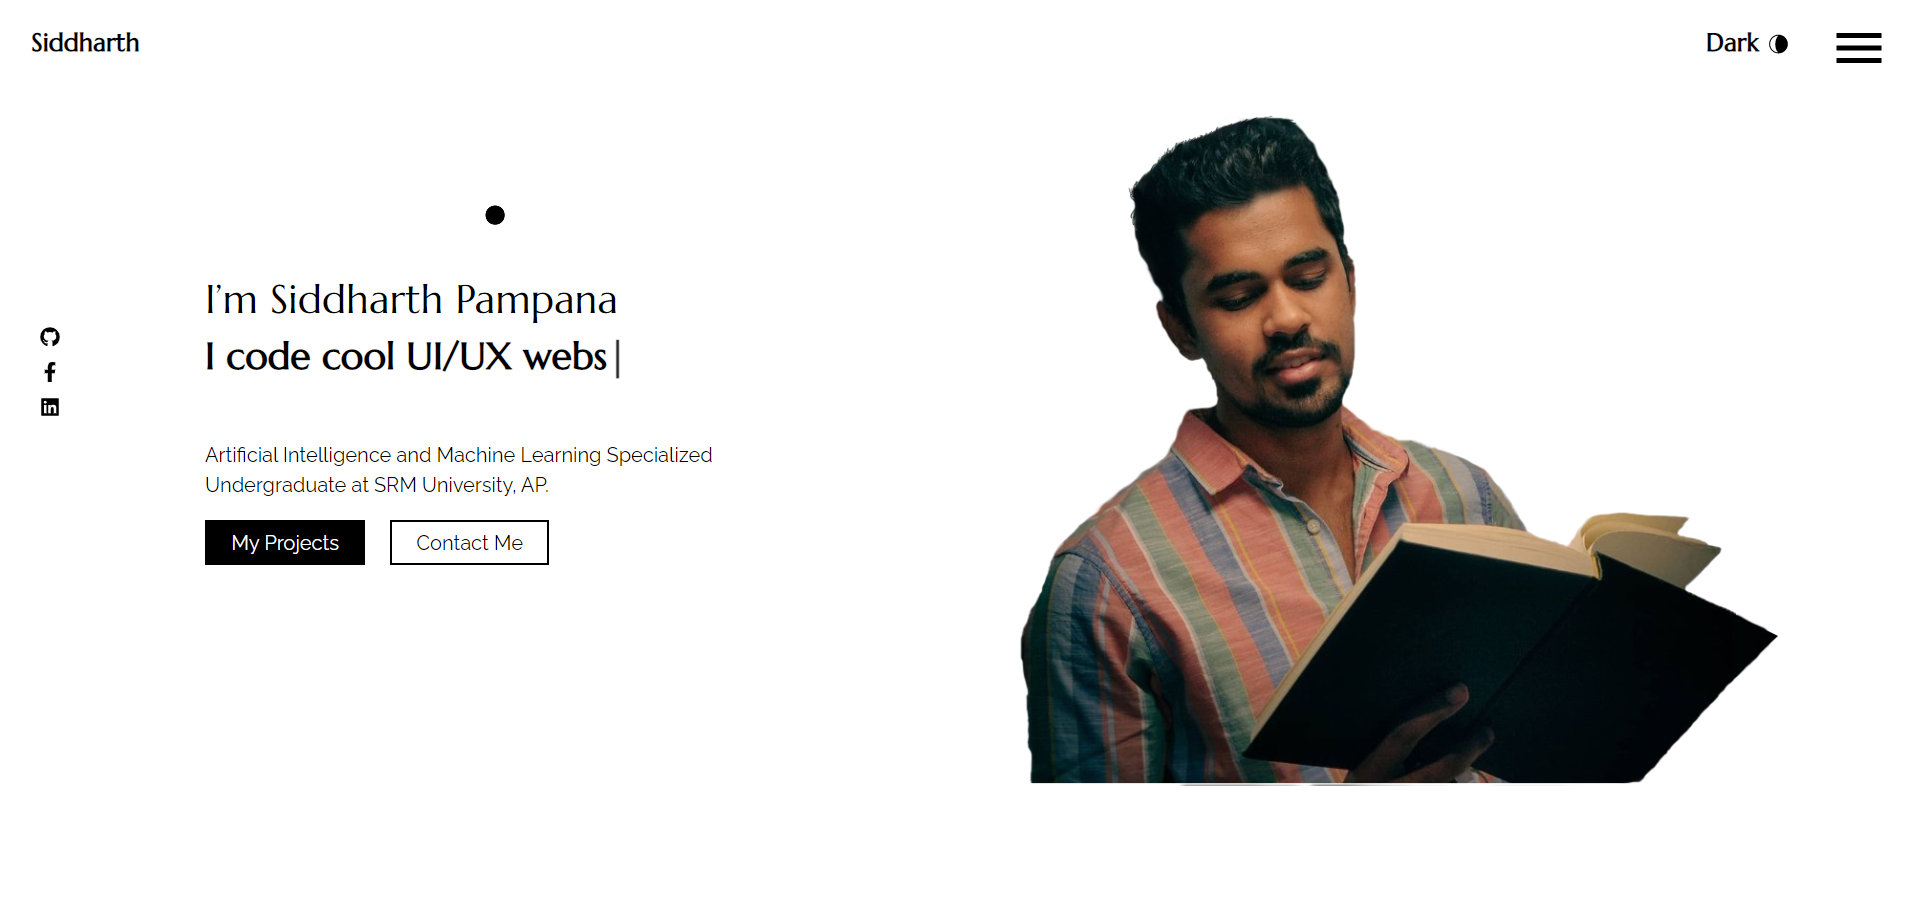 Siddharth
Dark
I'm Siddharth Pampana
I code cool UI/UX webs|
Artificial Intelligence and Machine Learning Specialized
Undergraduate at SRM University, AP.
My Projects
Contact Me